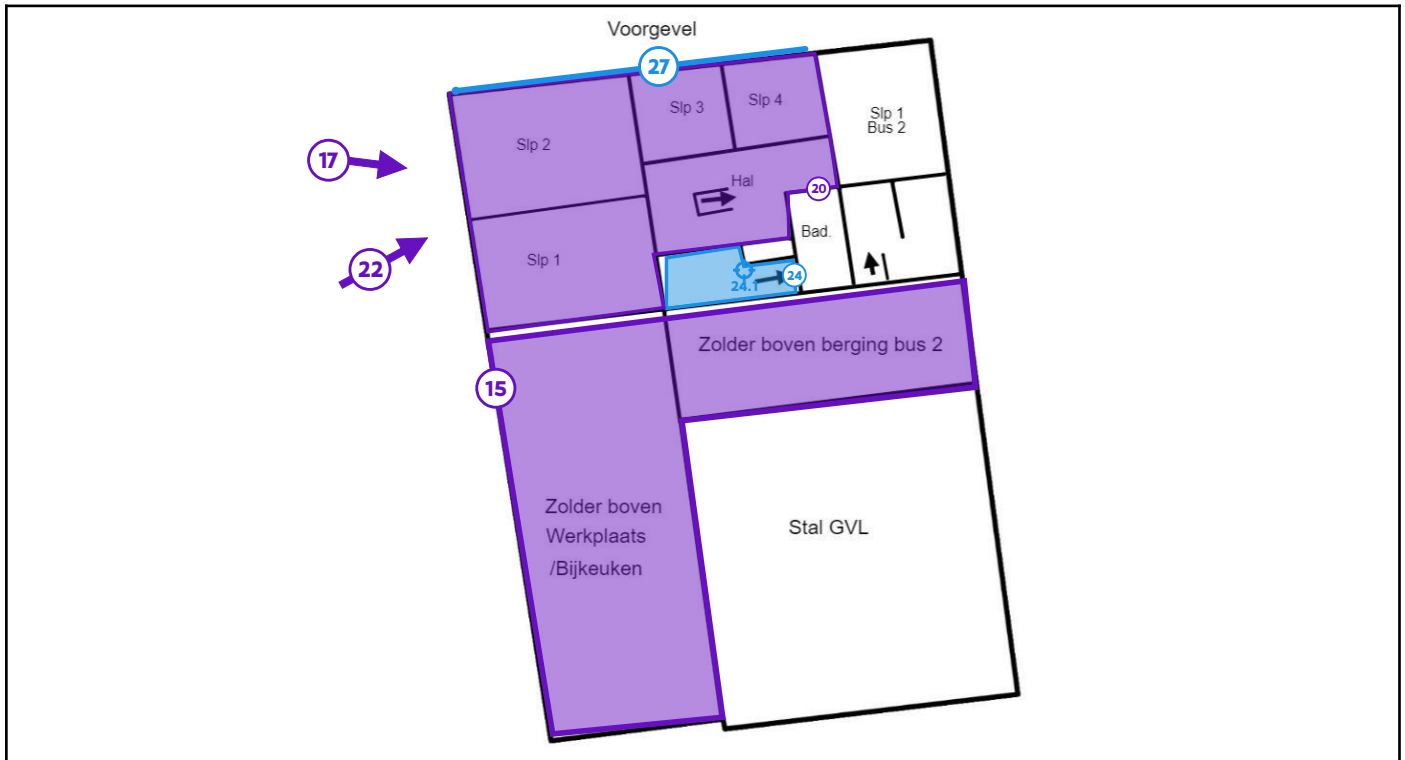 Voorgevel
27
Slp 3
Slp 4
Slp 1
Bus 2
Slp 2
17
Hal
20
Bad.
22
Slp 1
24
24.1
Zolder boven berging bus 2
15
Zolder boven
Werkplaats
/Bijkeuken
Stal GVL